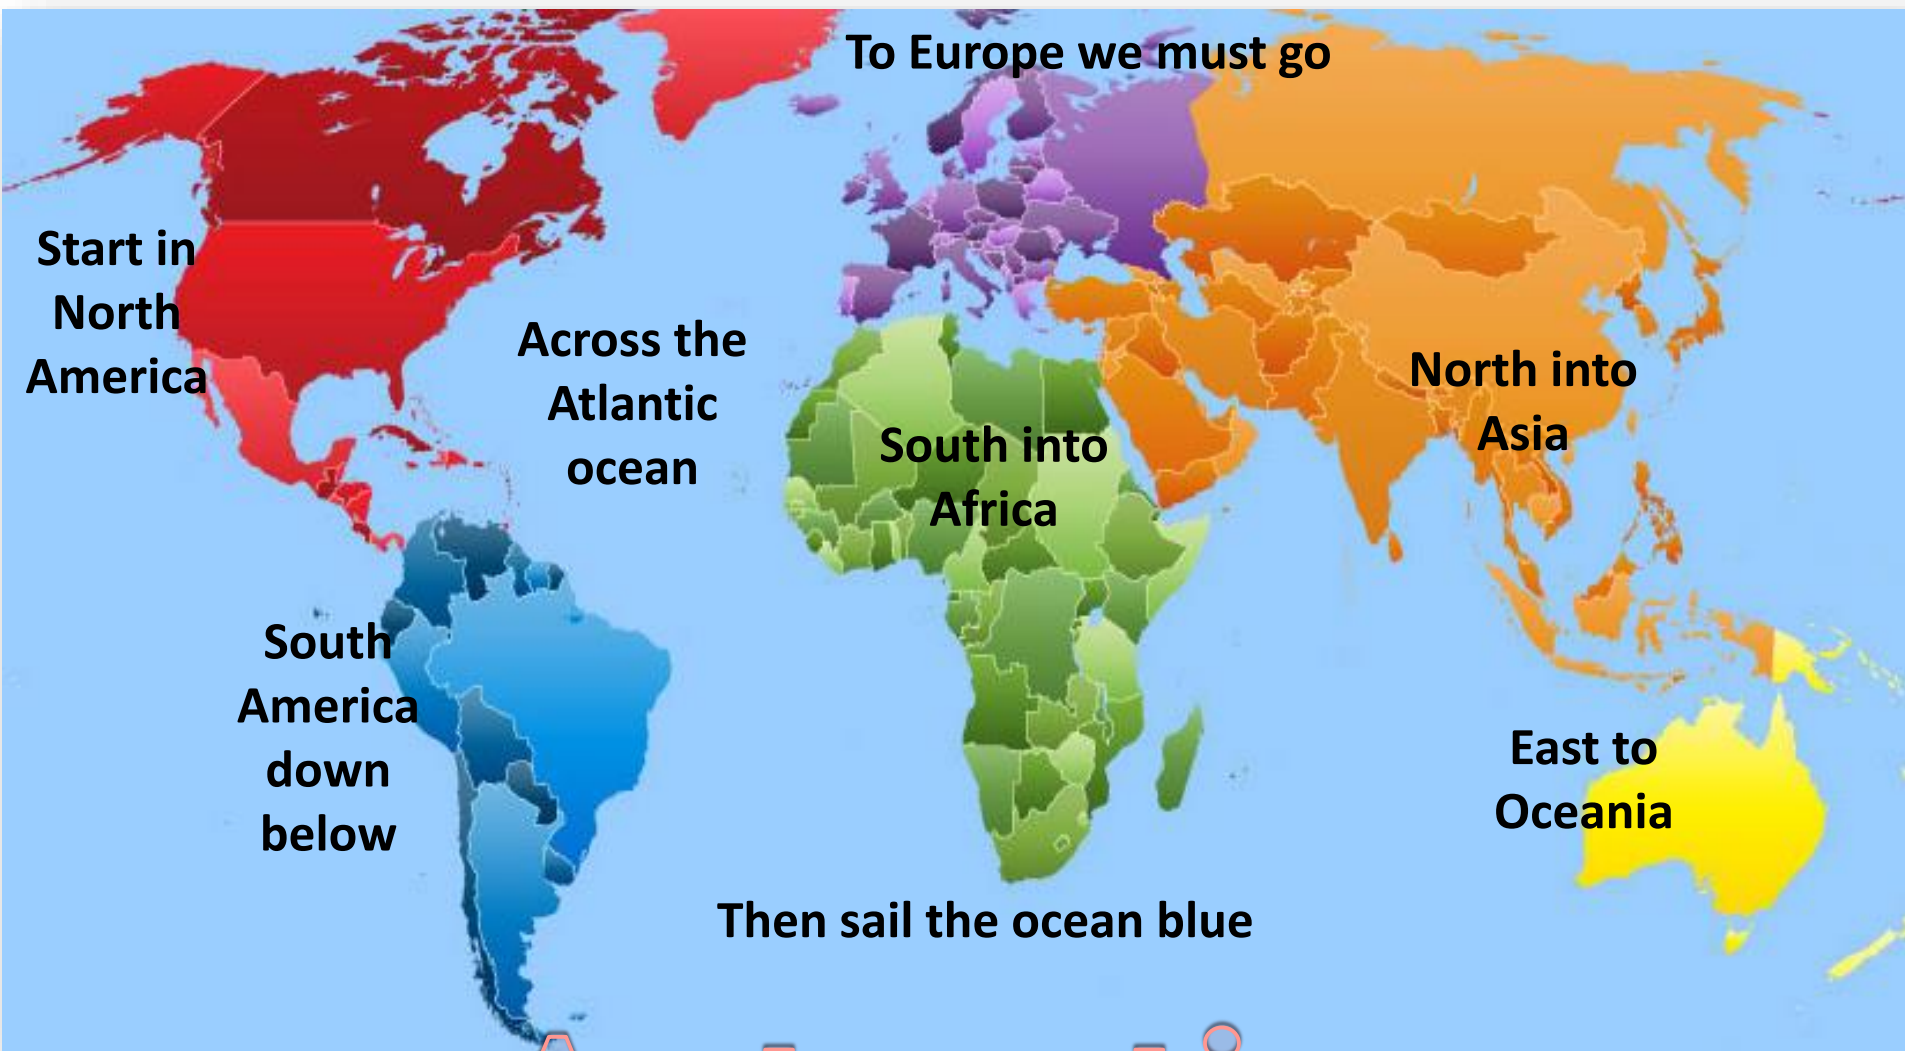 Start in
North
America
South
America
down
below
Across the
Atlantic
ocean
To Europe we must go
South into
Africa
Then sail the ocean blue
East to
Oceania
North into
Asia